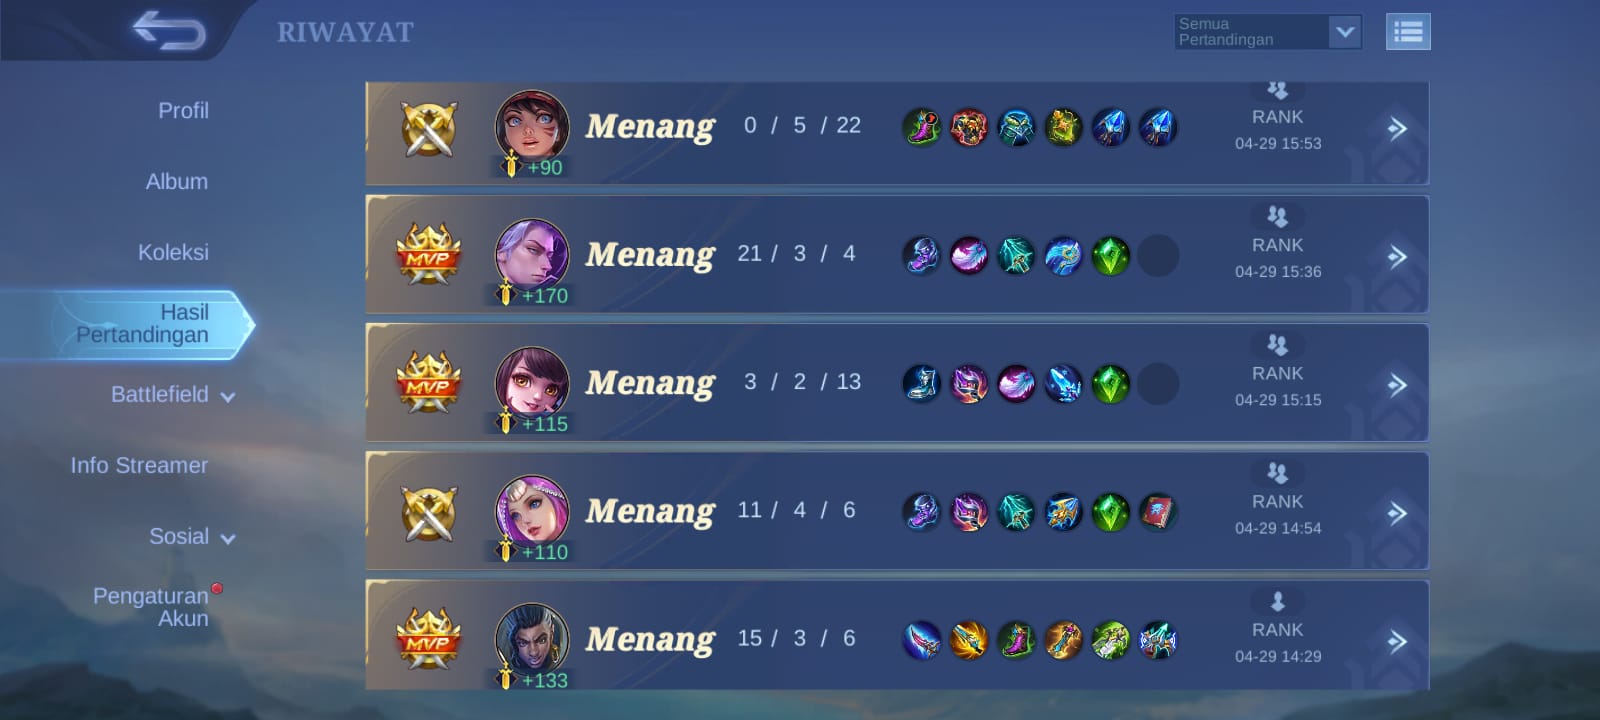 RIWAYAT
Semua
Pertandingan
Profil
Album
Koleksi
Hasil
Pertandingan
Battlefield
Info Streamer
Sosial
Pengaturan
Akun
Menang 0 / 5 / 22
+90
RANK
04-29 15:53
MVP
Menang 21 / 3 / 4
+170
RANK
04-29 15:36
MVP
Menang 3 / 2 / 13
+115
RANK
04-29 15:15
Menang 11 / 4 / 6
+110
RANK
04-29 14:54
MVP
Menang 15 / 3 / 6
+133
RANK
04-29 14:29